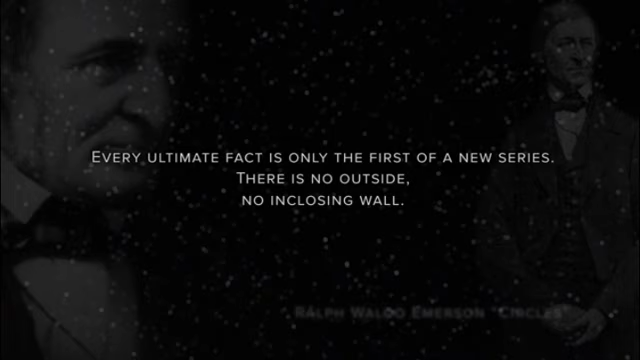 Every ultimate fact is only the first of a new series.
There is no outside,
no inclosing wall.
Ralph Waldo Emerson "Circles"